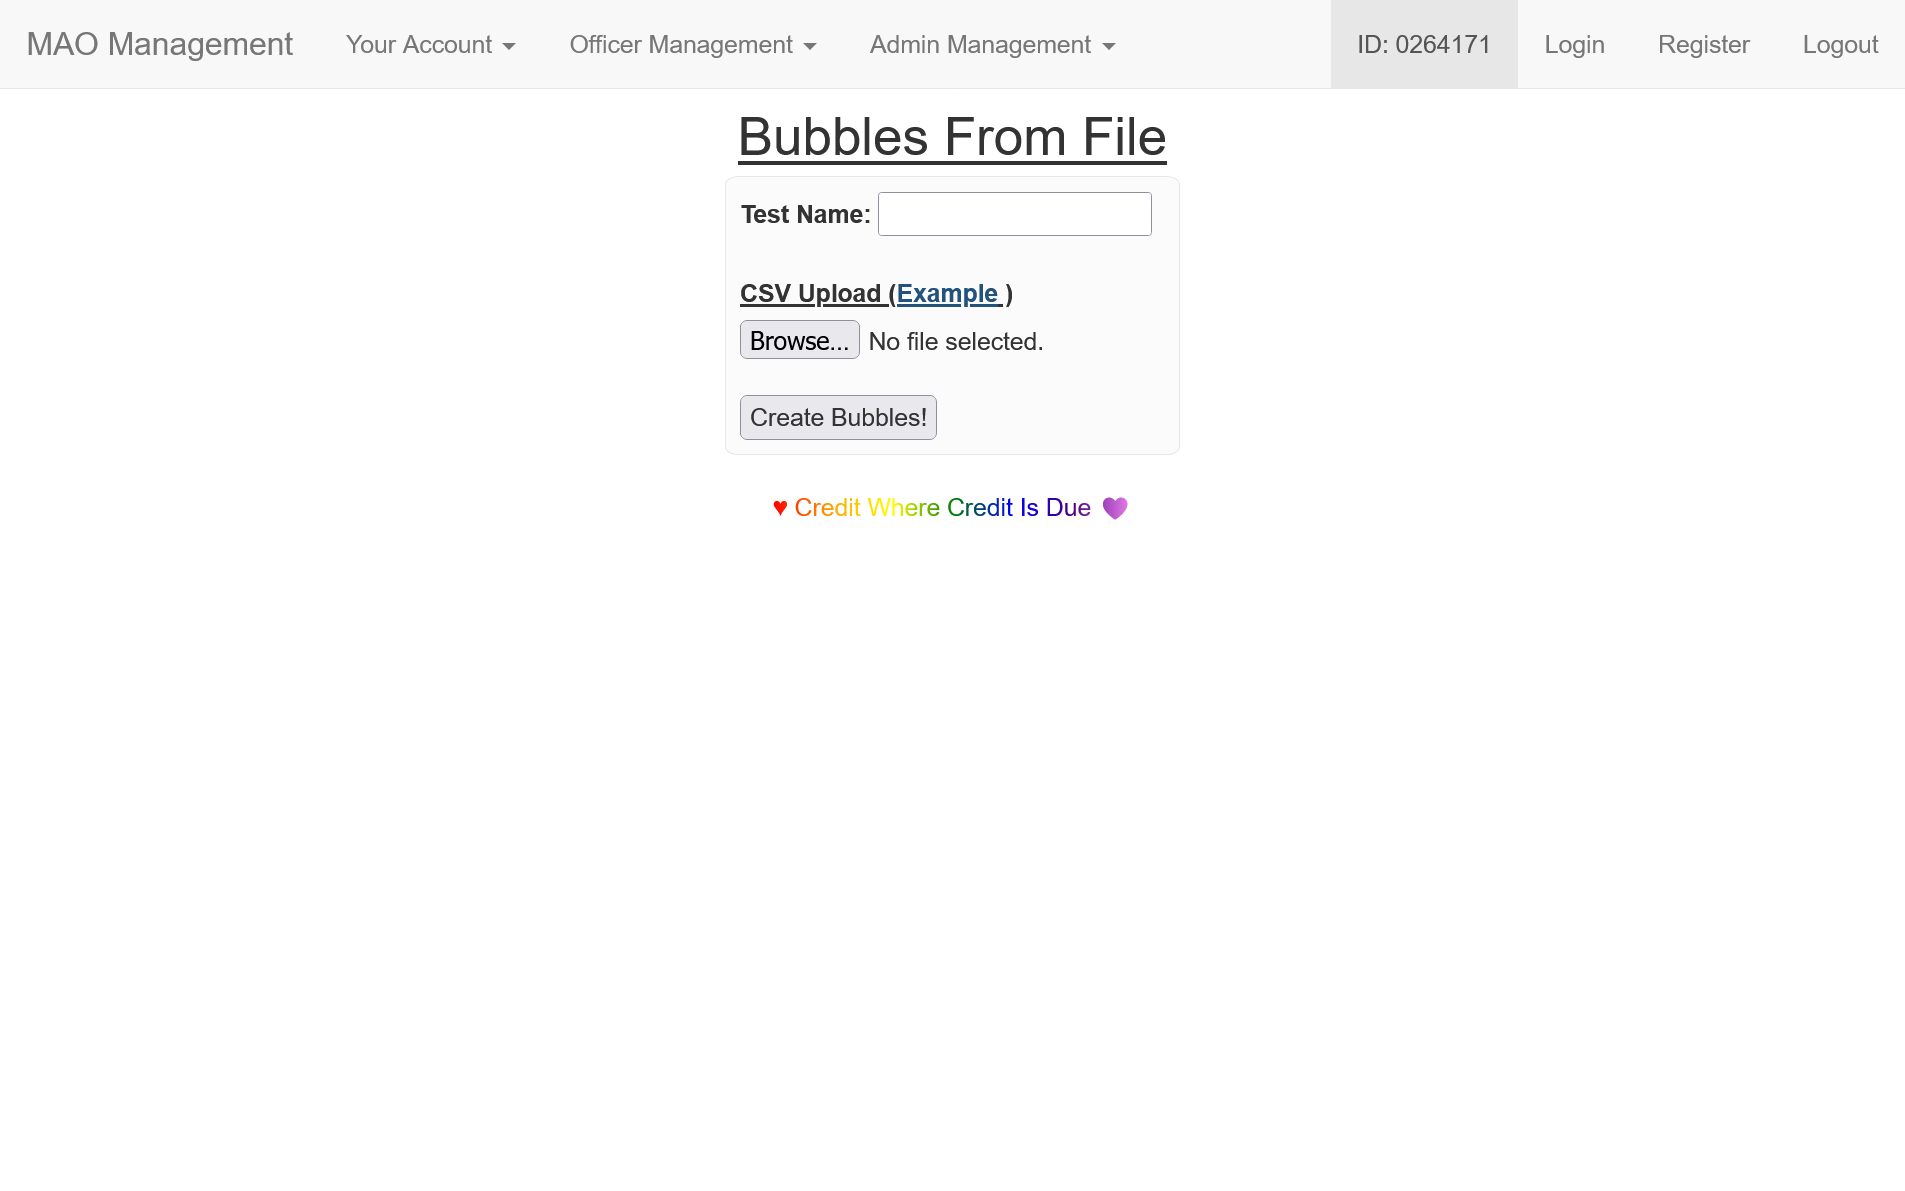 MAO Management Your Account Officer Management Admin Management ID: 0264171 Login Register Logout
Bubbles From File
Test Name:
CSV Upload (Example )
Browse... No file selected.
Create Bubbles!
♥ Credit Where Credit Is Due 💜